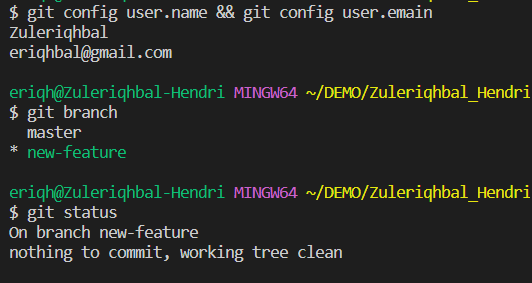 $ git config user.name && git config user.emain
Zuleriqhbal
eriqhbal@gmail.com
eriqh@Zuleriqhbal-Hendri MINGW64 ~/DEMO/Zuleriqhbal_Hendri
$ git branch
  master
* new-feature
eriqh@Zuleriqhbal-Hendri MINGW64 ~/DEMO/Zuleriqhbal_Hendri
$ git status
On branch new-feature
nothing to commit, working tree clean